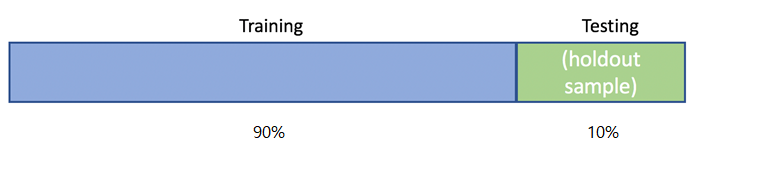 Training
Testing
(holdout
sample)
90%
10%